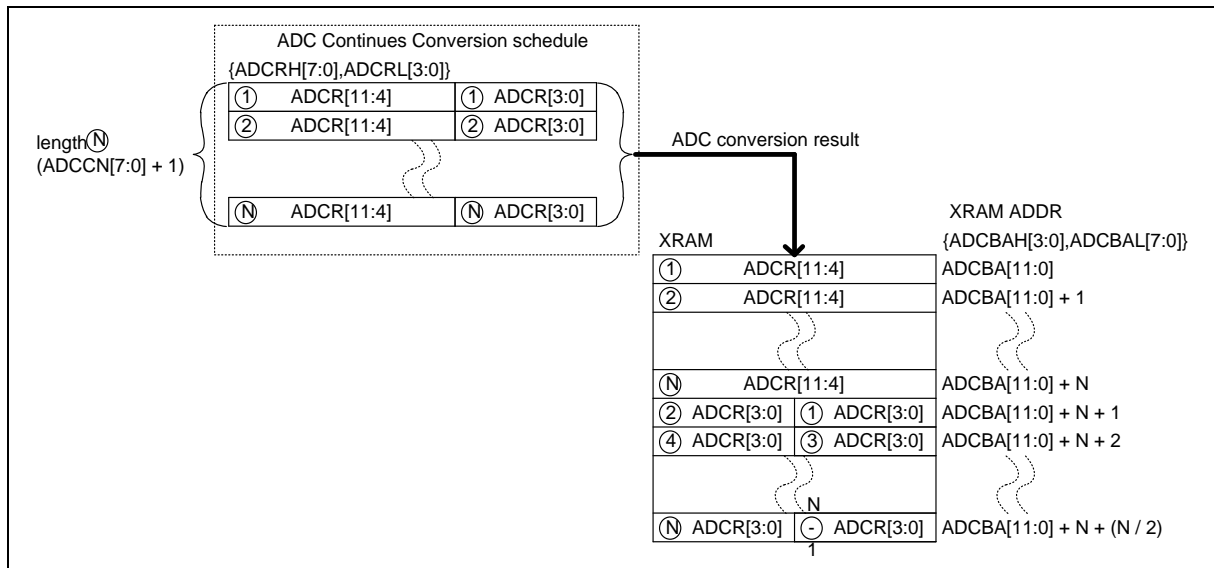 ADC Continues Conversion schedule
{ADCRH[7:0],ADCRL[3:0]}
1 ADCR[11:4] 1 ADCR[3:0]
2 ADCR[11:4] 2 ADCR[3:0]
length N
(ADCCN[7:0] + 1)
N ADCR[11:4] N ADCR[3:0]
ADC conversion result
XRAM ADDR
XRAM {ADCBAH[3:0],ADCBAL[7:0]}
1 ADCR[11:4] ADCBA[11:0]
2 ADCR[11:4] ADCBA[11:0] + 1
N ADCR[11:4] ADCBA[11:0] + N
2 ADCR[3:0] 1 ADCR[3:0] ADCBA[11:0] + N + 1
4 ADCR[3:0] 3 ADCR[3:0] ADCBA[11:0] + N + 2
N ADCR[3:0] N-1 ADCR[3:0] ADCBA[11:0] + N + (N / 2)